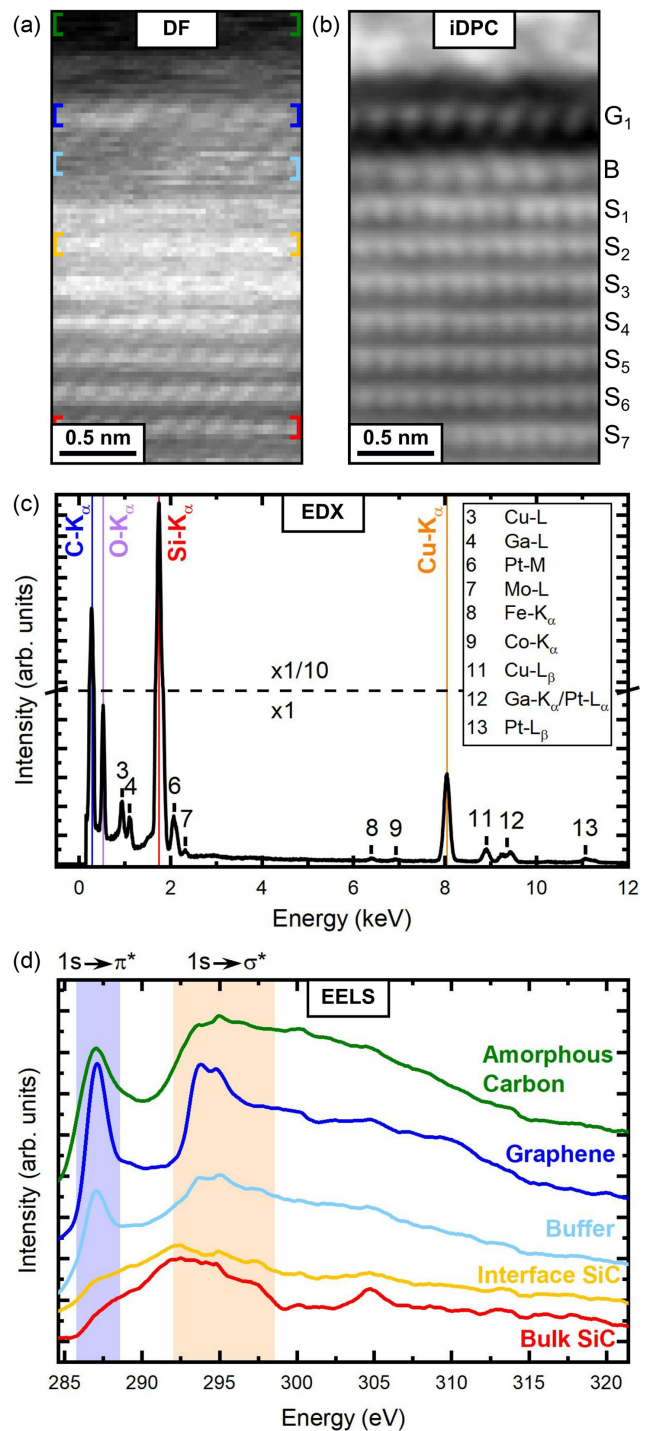 (a) DF
(b) iDPC
G1
B
S1
S2
S3
S4
S5
S6
S7
0.5 nm
0.5 nm
(c) EDX
C-Kα
O-Kα
Si-Kα
Cu-Kα
3 Cu-L
4 Ga-L
6 Pt-M
7 Mo-L
8 Fe-Kα
9 Co-Kα
11 Cu-Lβ
12 Ga-Kα/Pt-Lα
13 Pt-Lβ
x1/10
x1
3
4
6
7
8
9
11
12
13
Intensity (arb. units)
0 2 4 6 8 10 12
Energy (keV)
(d) 1s→π* 1s→σ*
EELS
Amorphous
Carbon
Graphene
Buffer
Interface SiC
Bulk SiC
Intensity (arb. units)
285 290 295 300 305 310 315 320
Energy (eV)